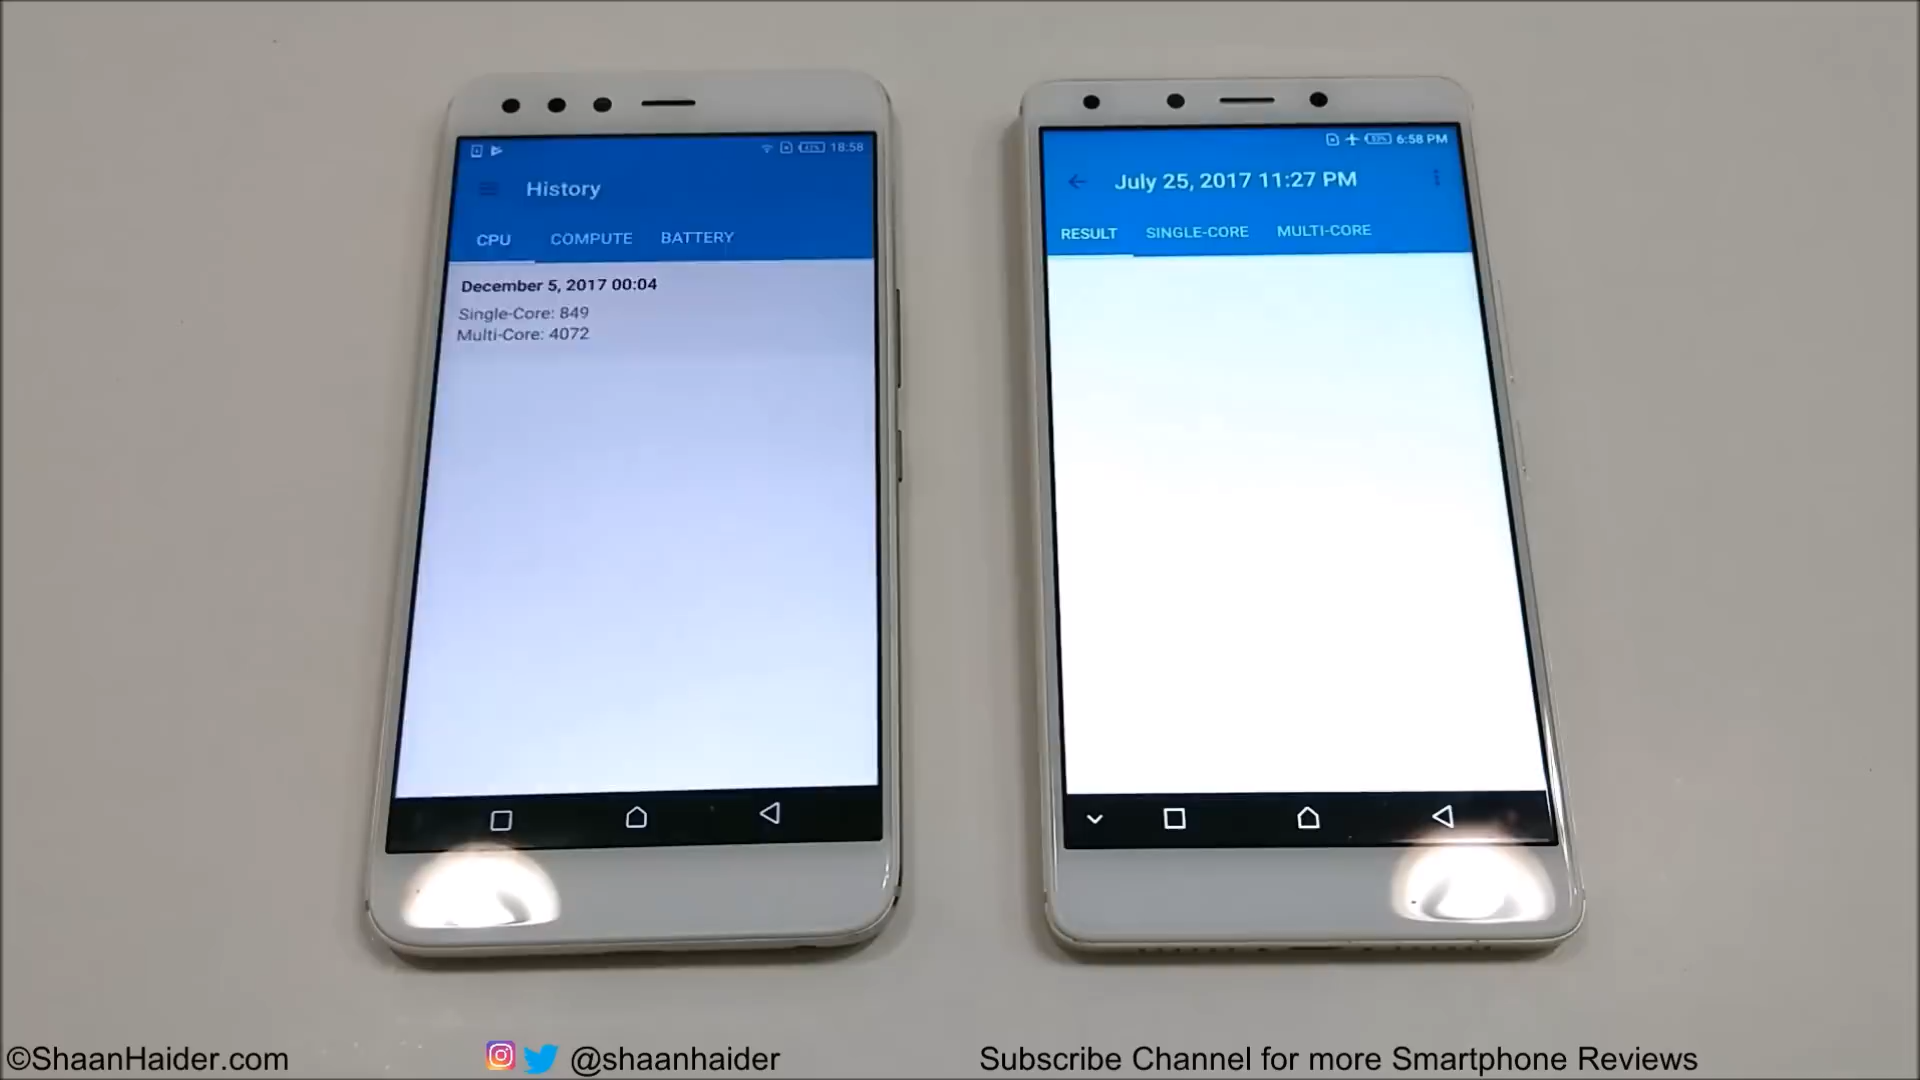 18:58
History
CPU COMPUTE BATTERY
December 5, 2017 00:04
Single-Core: 849
Multi-Core: 4072
6:58 PM
July 25, 2017 11:27 PM
RESULT SINGLE-CORE MULTI-CORE
©ShaanHaider.com @shaanhaider Subscribe Channel for more Smartphone Reviews